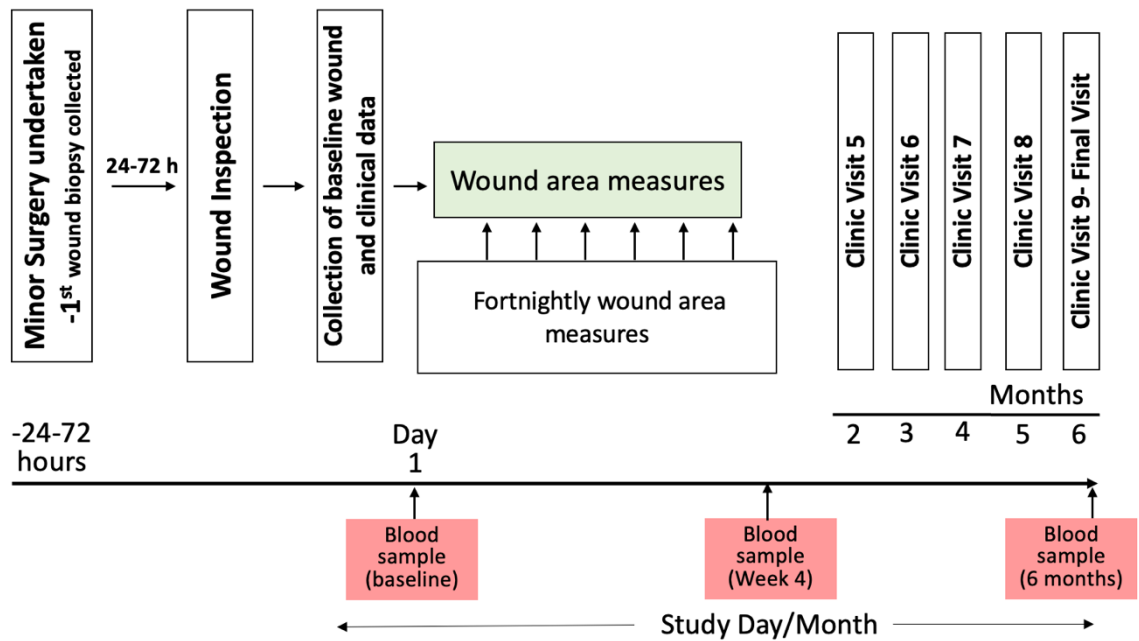 Minor Surgery undertaken
-1st wound biopsy collected
24-72 h
Wound Inspection
Collection of baseline wound
and clinical data
Wound area measures
Fortnightly wound area
measures
Clinic Visit 5
Clinic Visit 6
Clinic Visit 7
Clinic Visit 8
Clinic Visit 9- Final Visit
Months
2 3 4 5 6
-24-72
hours
Day
1
Blood
sample
(baseline)
Blood
sample
(Week 4)
Blood
sample
(6 months)
Study Day/Month